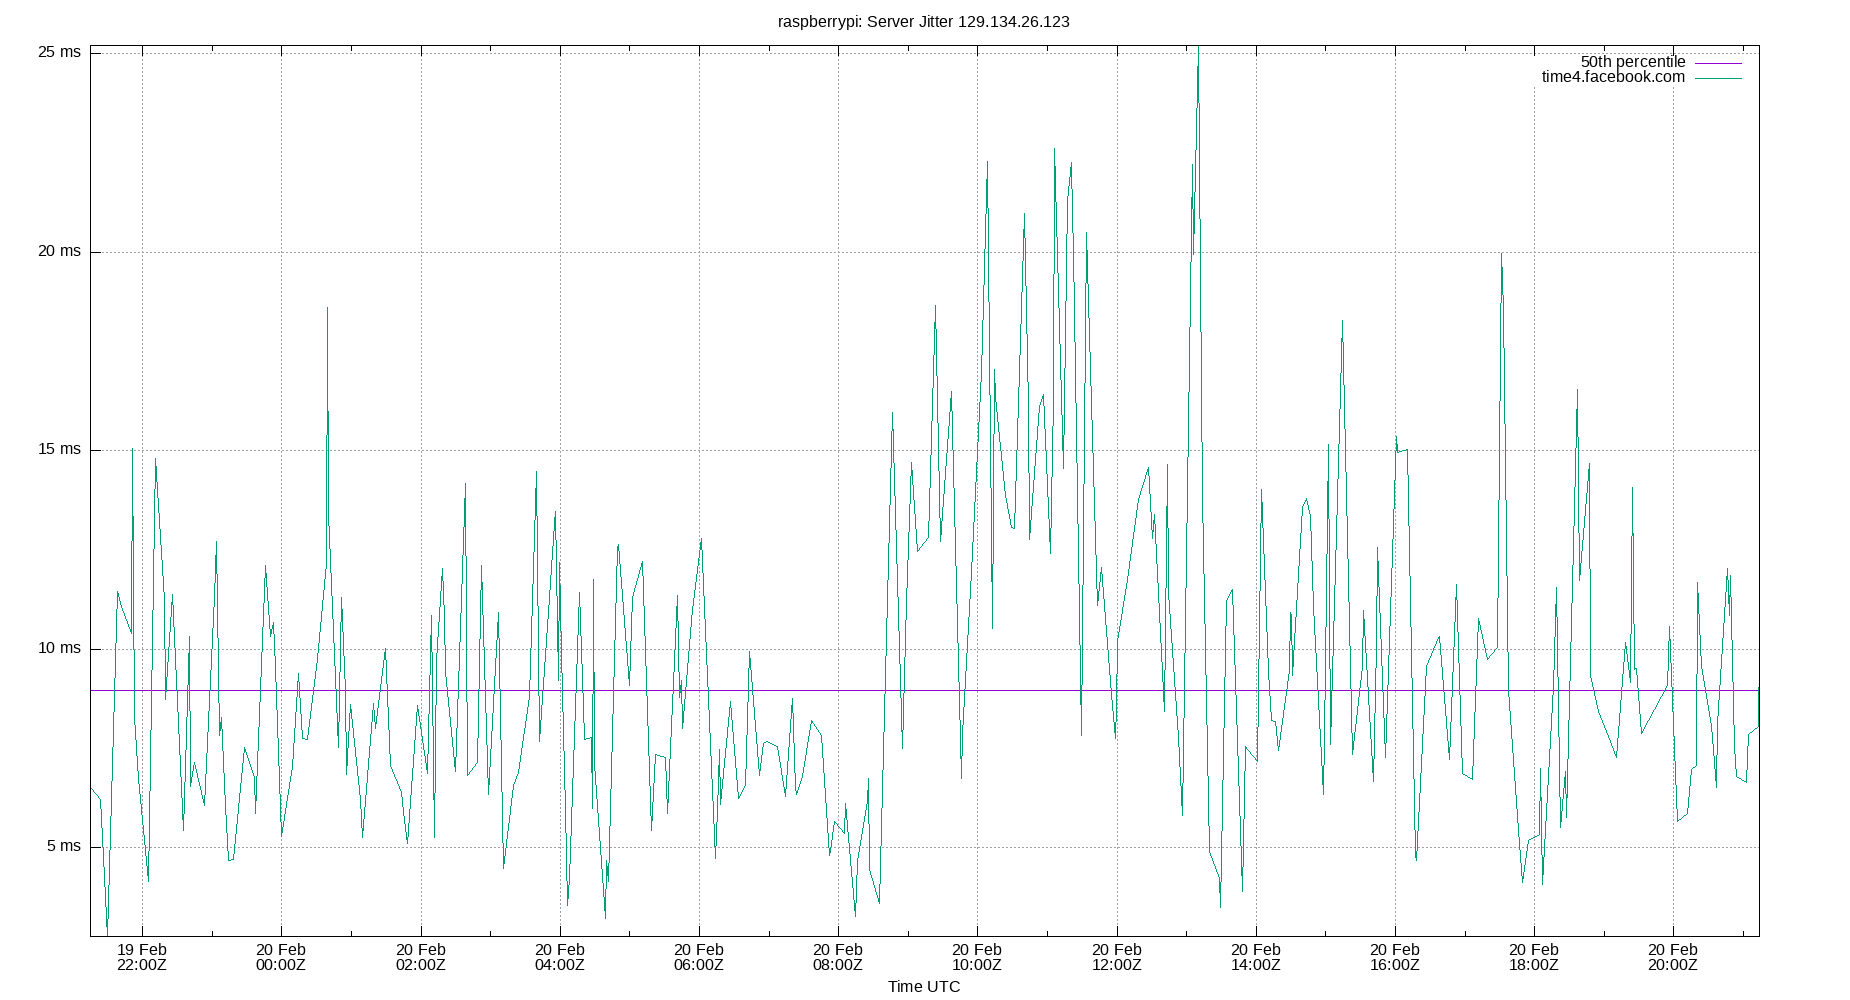 raspberrypi: Server Jitter 129.134.26.123
25 ms
50th percentile
time4.facebook.com
20 ms
15 ms
10 ms
5 ms
19 Feb 20 Feb 20 Feb 20 Feb 20 Feb 20 Feb 20 Feb 20 Feb 20 Feb 20 Feb 20 Feb 20 Feb
22:00Z 00:00Z 02:00Z 04:00Z 06:00Z 08:00Z 10:00Z 12:00Z 14:00Z 16:00Z 18:00Z 20:00Z
Time UTC